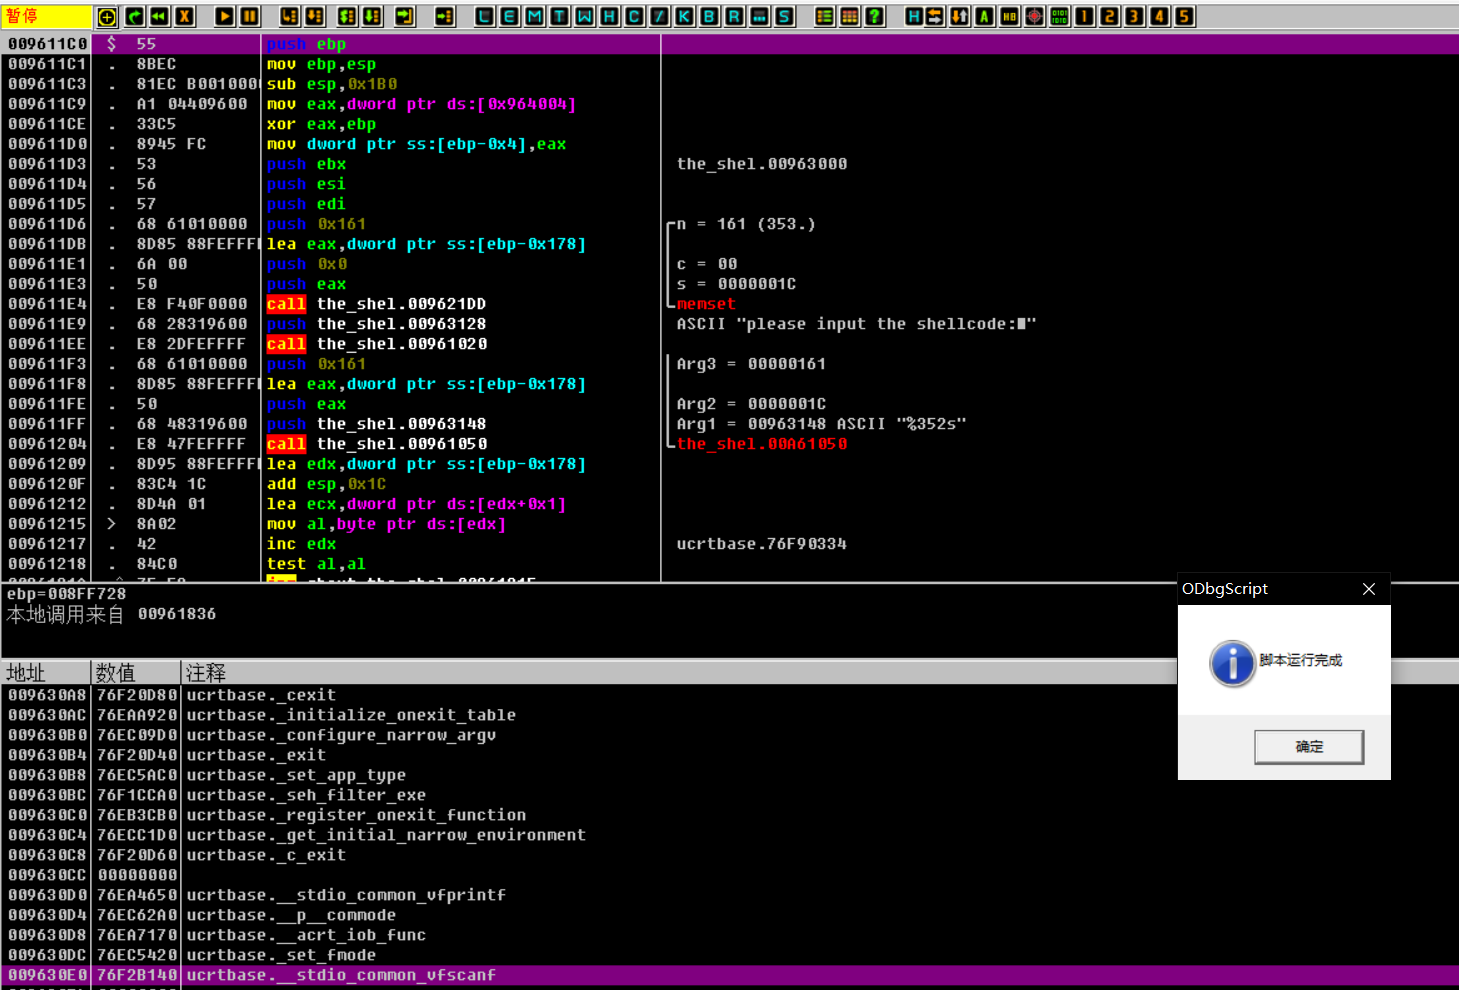 暂停 L E M T W H C / K B R ... S ? H A HB 1 2 3 4 5
009611C0 $ 55 push ebp
009611C1 . 8BEC mov ebp,esp
009611C3 . 81EC B0010000 sub esp,0x1B0
009611C9 . A1 04409600 mov eax,dword ptr ds:[0x964004]
009611CE . 33C5 xor eax,ebp
009611D0 . 8945 FC mov dword ptr ss:[ebp-0x4],eax
009611D3 . 53 push ebx the_shel.00963000
009611D4 . 56 push esi
009611D5 . 57 push edi
009611D6 . 68 61010000 push 0x161 n = 161 (353.)
009611DB . 8D85 88FEFFF lea eax,dword ptr ss:[ebp-0x178]
009611E1 . 6A 00 push 0x0 c = 00
009611E3 . 50 push eax s = 0000001C
009611E4 . E8 F40F0000 call the_shel.009621DD memset
009611E9 . 68 28319600 push the_shel.00963128 ASCII "please input the shellcode:■"
009611EE . E8 2DFEFFFF call the_shel.00961020
009611F3 . 68 61010000 push 0x161 Arg3 = 00000161
009611F8 . 8D85 88FEFFF lea eax,dword ptr ss:[ebp-0x178]
009611FE . 50 push eax Arg2 = 0000001C
009611FF . 68 48319600 push the_shel.00963148 Arg1 = 00963148 ASCII "%352s"
00961204 . E8 47FEFFFF call the_shel.00961050 the_shel.00A61050
00961209 . 8D95 88FEFFF lea edx,dword ptr ss:[ebp-0x178]
0096120F . 83C4 1C add esp,0x1C
00961212 . 8D4A 01 lea ecx,dword ptr ds:[edx+0x1]
00961215 > 8A02 mov al,byte ptr ds:[edx]
00961217 . 42 inc edx ucrtbase.76F90334
00961218 . 84C0 test al,al
ebp=008FF728
本地调用来自 00961836
ODbgScript
脚本运行完成
确定
地址 数值 注释
009630A8 76F20D80 ucrtbase._cexit
009630AC 76EAA920 ucrtbase._initialize_onexit_table
009630B0 76EC09D0 ucrtbase._configure_narrow_argv
009630B4 76F20D40 ucrtbase._exit
009630B8 76EC5AC0 ucrtbase._set_app_type
009630BC 76F1CCA0 ucrtbase._seh_filter_exe
009630C0 76EB3CB0 ucrtbase._register_onexit_function
009630C4 76ECC1D0 ucrtbase._get_initial_narrow_environment
009630C8 76F20D60 ucrtbase._c_exit
009630CC 00000000
009630D0 76EA4650 ucrtbase.__stdio_common_vfprintf
009630D4 76EC62A0 ucrtbase.__p__commode
009630D8 76EA7170 ucrtbase.__acrt_iob_func
009630DC 76EC5420 ucrtbase._set_fmode
009630E0 76F2B140 ucrtbase.__stdio_common_vfscanf